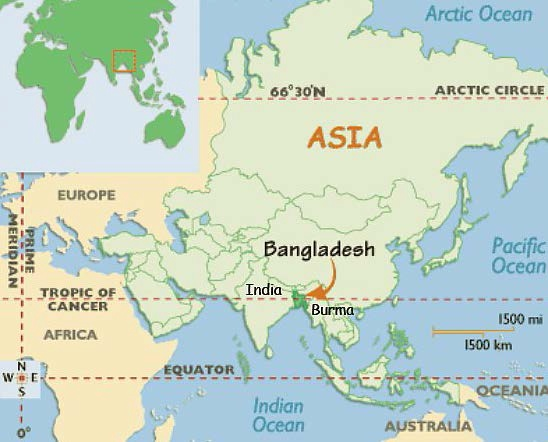 Arctic Ocean
66°30'N
ARCTIC CIRCLE
ASIA
EUROPE
PRIME
MERIDIAN
Bangladesh
Pacific
Ocean
India
TROPIC OF
CANCER
Burma
1500 mi
1500 km
AFRICA
EQUATOR
N
W E
S
OCEANIA
Indian
Ocean
AUSTRALIA
0°